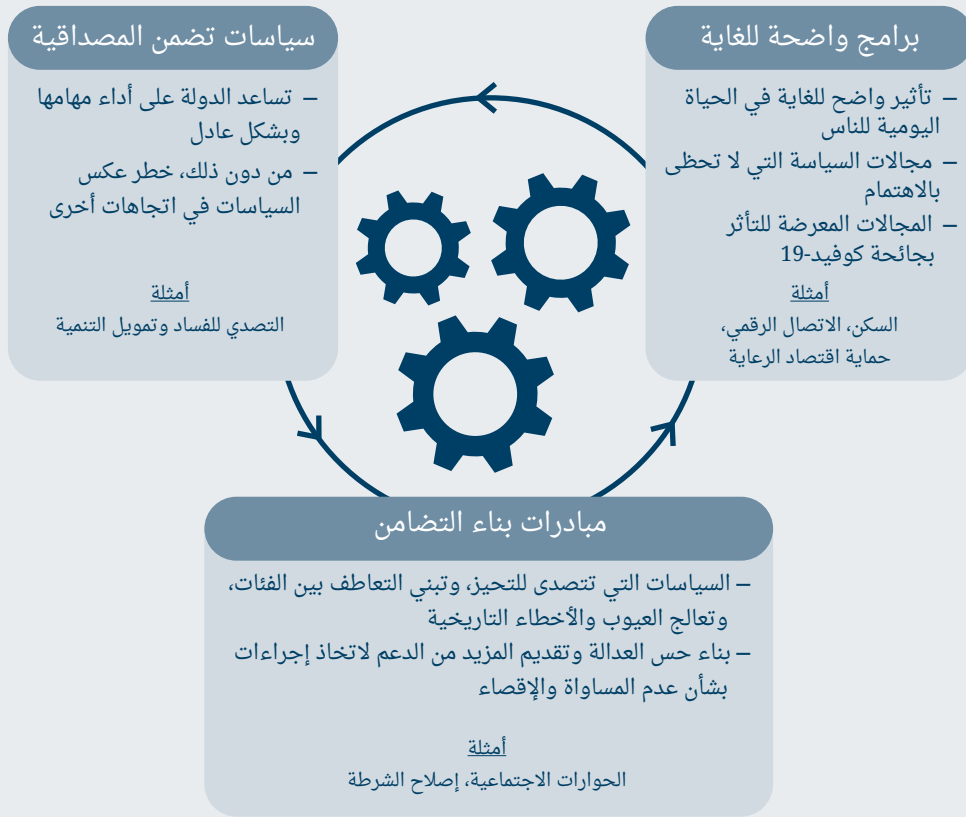 برامج واضحة للغاية
– تأثير واضح للغاية في الحياة
اليومية للناس
– مجالات السياسة التي لا تحظى
بالاهتمام
– المجالات المعرضة للتأثر
بجائحة كوفيد-19
أمثلة
السكن، الاتصال الرقمي،
حماية اقتصاد الرعاية
سياسات تضمن المصداقية
– تساعد الدولة على أداء مهامها
وبشكل عادل
– من دون ذلك، خطر عكس
السياسات في اتجاهات أخرى
أمثلة
التصدي للفساد وتمويل التنمية
مبادرات بناء التضامن
– السياسات التي تتصدى للتحيز، وتبني التعاطف بين الفئات،
وتعالج العيوب والأخطاء التاريخية
– بناء حس العدالة وتقديم المزيد من الدعم لاتخاذ إجراءات
بشأن عدم المساواة والإقصاء
أمثلة
الحوارات الاجتماعية، إصلاح الشرطة